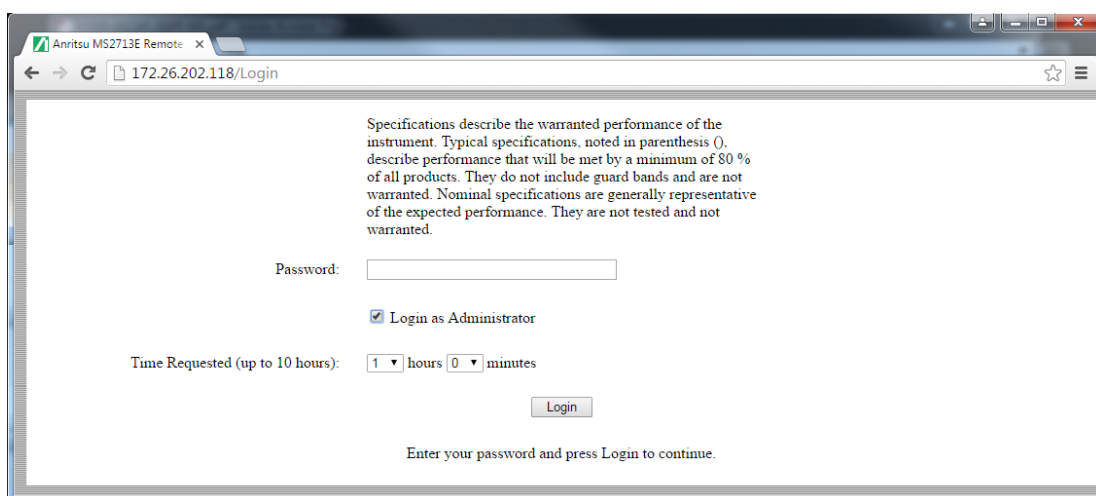 Anritsu MS2713E Remote
172.26.202.118/Login
Specifications describe the warranted performance of the
instrument. Typical specifications, noted in parenthesis (),
describe performance that will be met by a minimum of 80 %
of all products. They do not include guard bands and are not
warranted. Nominal specifications are generally representative
of the expected performance. They are not tested and not
warranted.
Password:
Login as Administrator
Time Requested (up to 10 hours): 1 hours 0 minutes
Login
Enter your password and press Login to continue.